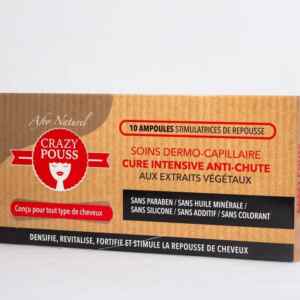 Afro Naturel
CRAZY
POUSS
Conçu pour tout type de cheveux
10 AMPOULES STIMULATRICES DE REPOUSSE
SOINS DERMO-CAPILLAIRE
CURE INTENSIVE ANTI-CHUTE
AUX EXTRAITS VÉGÉTAUX
SANS PARABEN / SANS HUILE MINÉRALE /
SANS SILICONE / SANS ADDITIF / SANS COLORANT
DENSIFIE, REVITALISE, FORTIFIE ET STIMULE LA REPOUSSE DE CHEVEUX